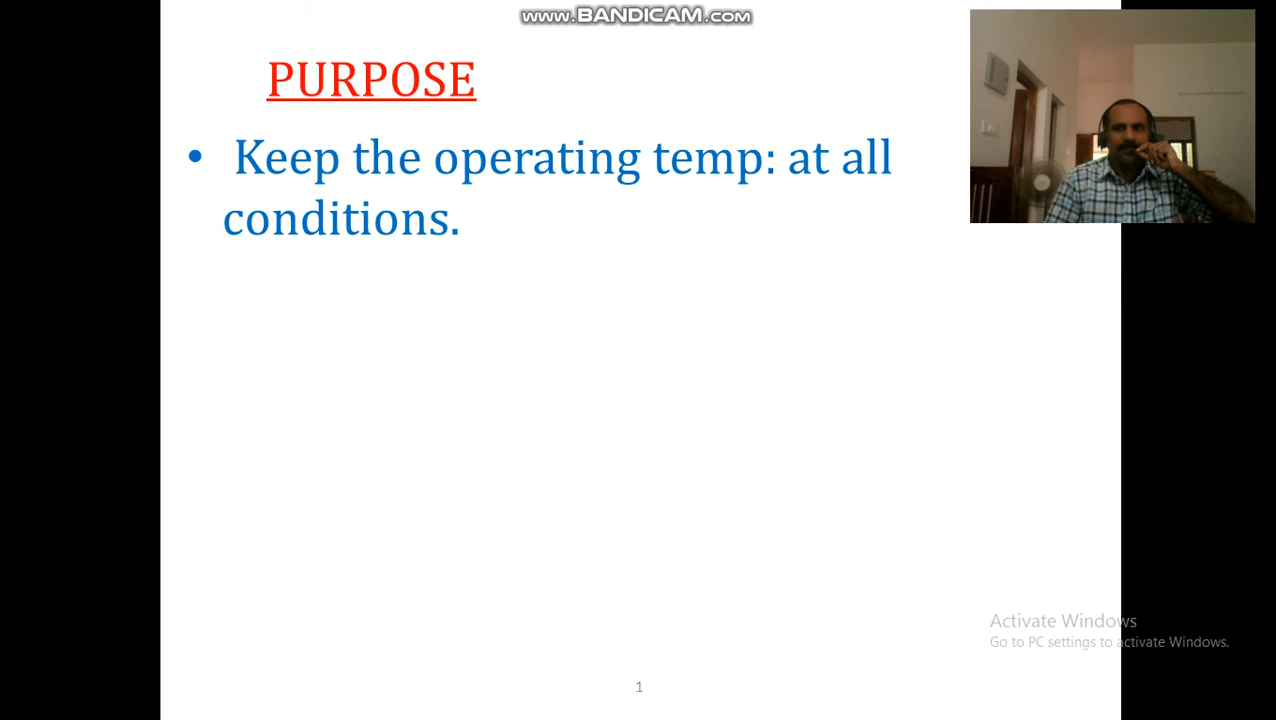 www.BANDICAM.com
PURPOSE
• Keep the operating temp: at all
conditions.
Activate Windows
Go to PC settings to activate Windows.
1